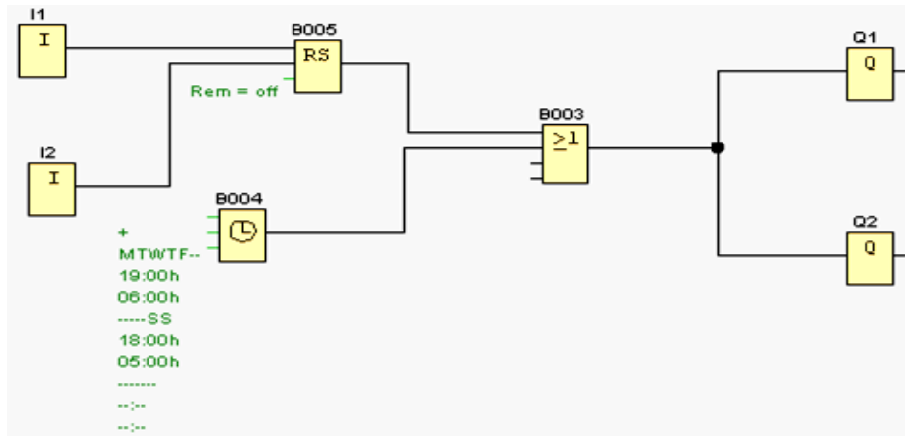 I1
I
B005
RS
Rem = off
Q1
Q
B003
≥1
I2
I
B004
+
MTWTF--
19:00h
06:00h
-----SS
18:00h
05:00h
-------
--:--
--:--
Q2
Q